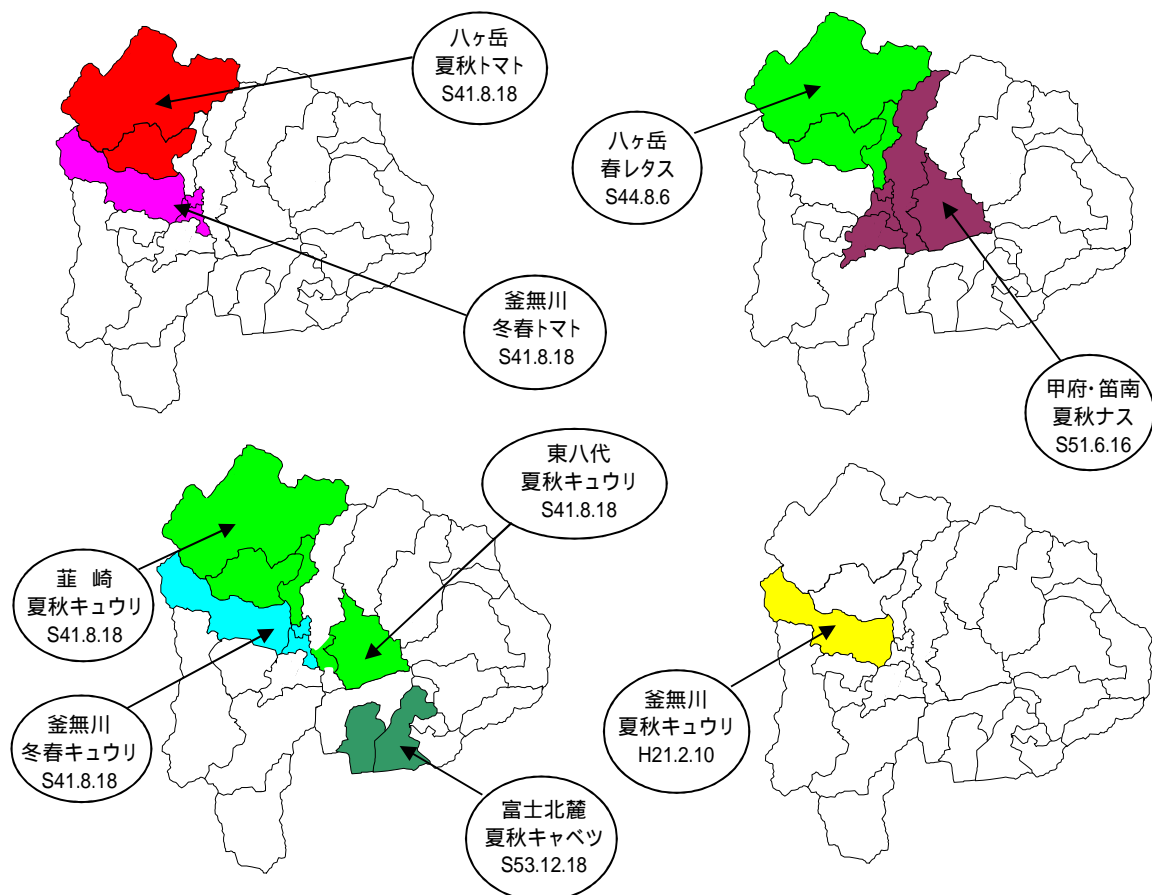 八ヶ岳
夏秋トマト
S41.8.18
釜無川
冬春トマト
S41.8.18
八ヶ岳
春レタス
S44.8.6
甲府・笛南
夏秋ナス
S51.6.16
東八代
夏秋キュウリ
S41.8.18
韮 崎
夏秋キュウリ
S41.8.18
釜無川
冬春キュウリ
S41.8.18
富士北麓
夏秋キャベツ
S53.12.18
釜無川
夏秋キュウリ
H21.2.10